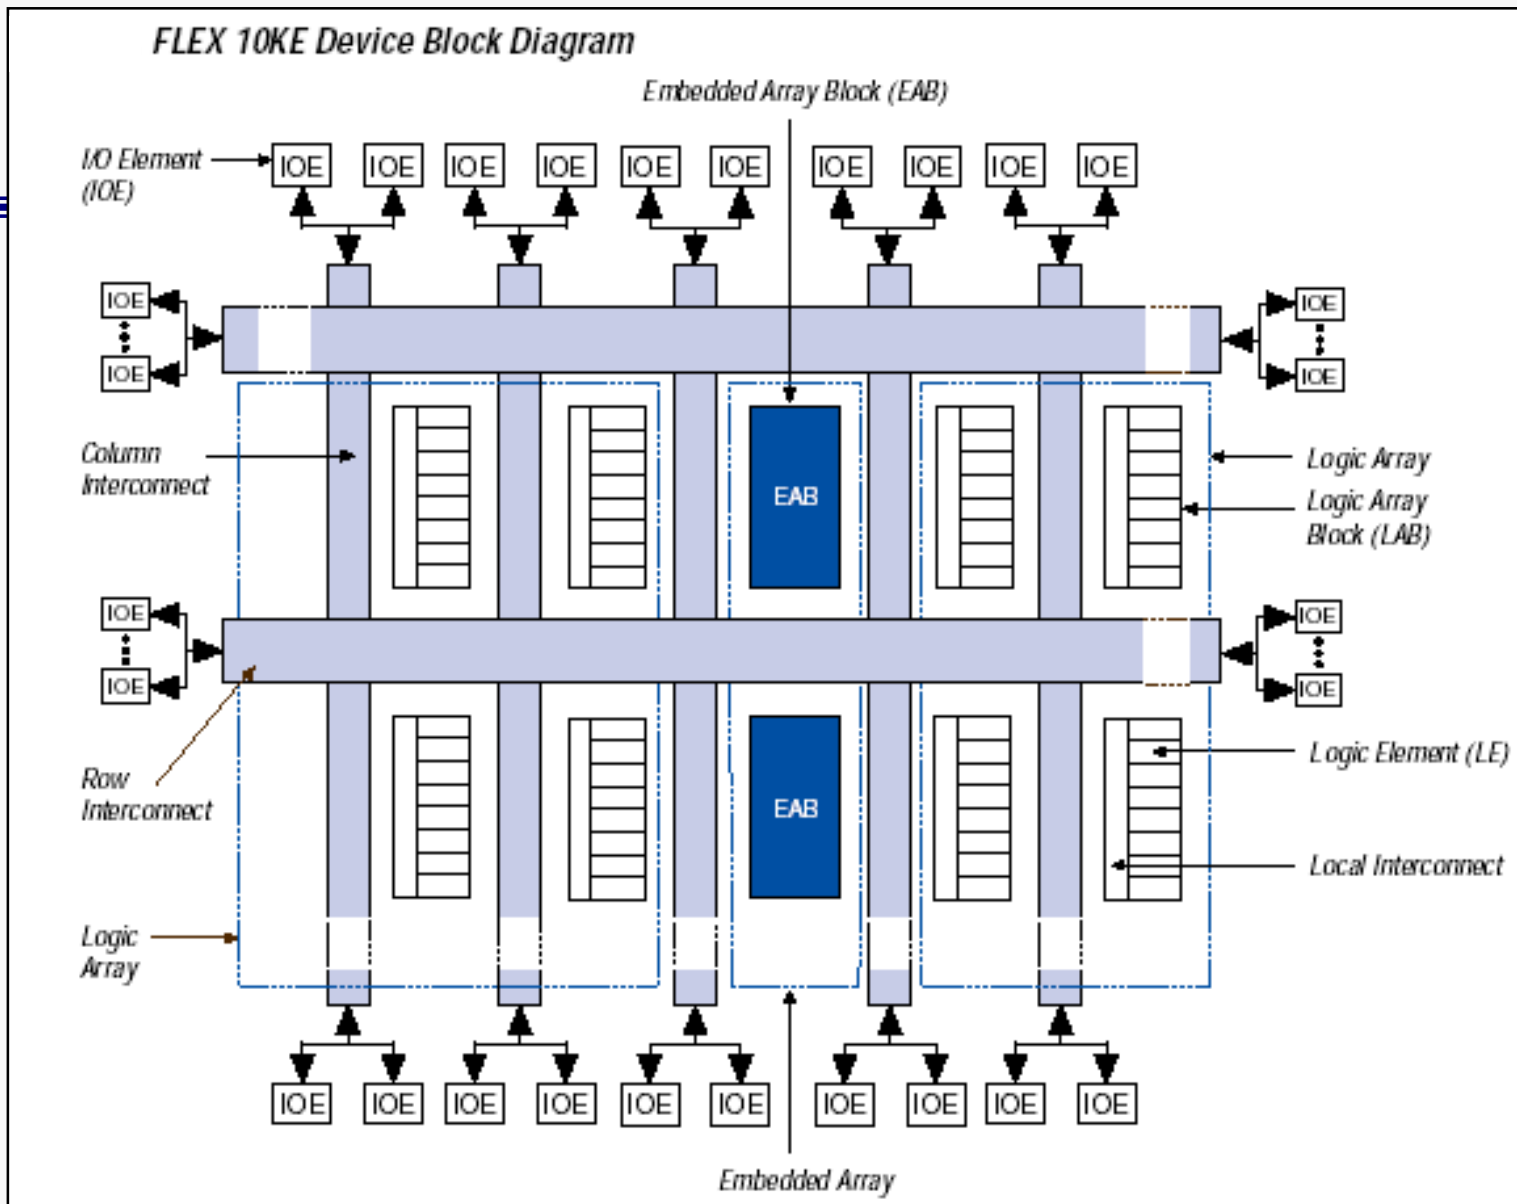 FLEX 10KE Device Block Diagram
Embedded Array Block (EAB)
I/O Element
(IOE)
IOE IOE IOE IOE IOE IOE IOE IOE IOE IOE
IOE IOE
IOE IOE
Column
Interconnect
EAB
Logic Array
Logic Array
Block (LAB)
IOE IOE
IOE IOE
Row
Interconnect
EAB
Logic Element (LE)
Local Interconnect
Logic
Array
IOE IOE IOE IOE IOE IOE IOE IOE IOE IOE
Embedded Array